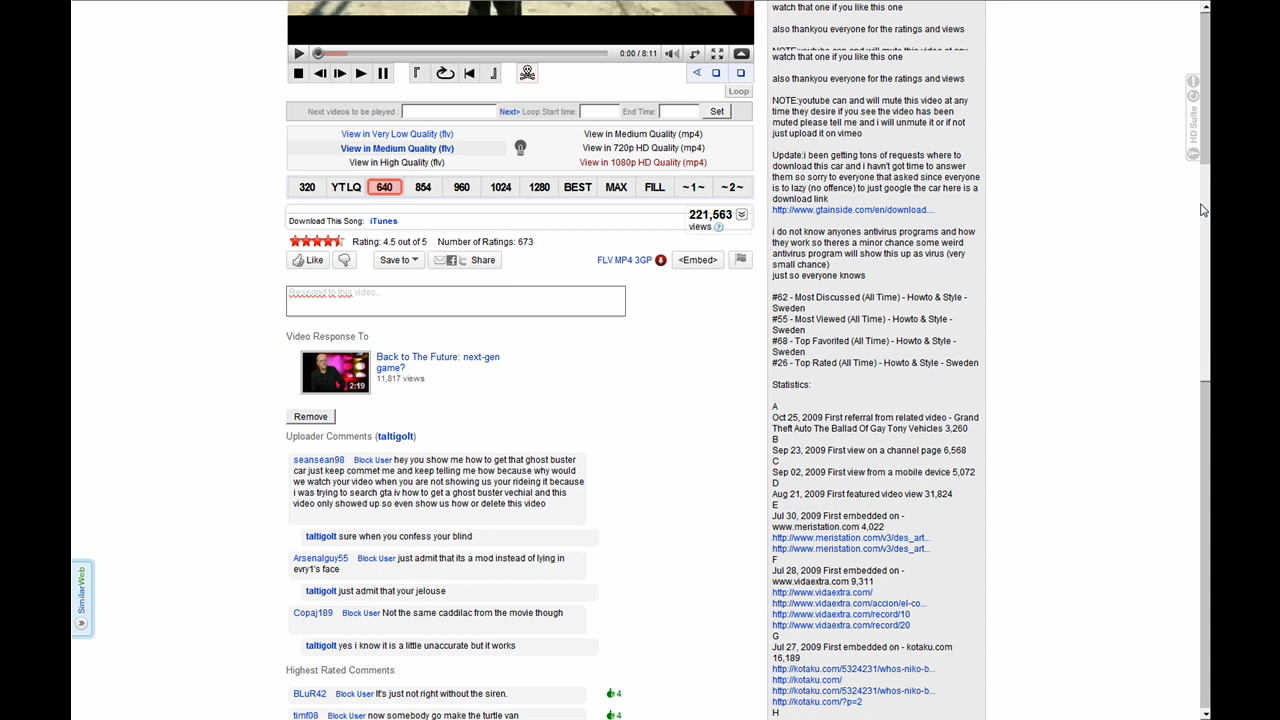 0:00 / 8:11
Loop
Next videos to be played :
Next> Loop Start time:
End Time:
Set
View in Very Low Quality (flv)
View in Medium Quality (mp4)
View in Medium Quality (flv)
View in 720p HD Quality (mp4)
View in High Quality (flv)
View in 1080p HD Quality (mp4)
320 YT LQ 640 854 960 1024 1280 BEST MAX FILL ~ 1 ~ ~ 2 ~
Download This Song: iTunes
221,563
views
Rating: 4.5 out of 5 Number of Ratings: 673
Like Save to Share FLV MP4 3GP <Embed>
Respond to this video...
Video Response To
Back to The Future: next-gen
game?
11,817 views
2:19
Remove
Uploader Comments (taltigolt)
seansean98 Block User hey you show me how to get that ghost buster
car just keep commet me and keep telling me how because why would
we watch your video when you are not showing us your riding it because
i was trying to search gta iv how to get a ghost buster vechial and this
video only showed up so even show us how or delete this video
taltigolt sure when you confess your blind
Arsenalguy55 Block User just admit that its a mod instead of lying in
evry1's face
taltigolt just admit that your jelouse
Copaj189 Block User Not the same caddilac from the movie though
taltigolt yes i know it is a little unaccurate but it works
Highest Rated Comments
BLuR42 Block User It's just not right without the siren.
4
timf08 Block User now somebody go make the turtle van
4
watch that one if you like this one
also thankyou everyone for the ratings and views
NOTE:youtube can and will mute this video at any
watch that one if you like this one
also thankyou everyone for the ratings and views
NOTE:youtube can and will mute this video at any
time they desire if you see the video has been
muted please tell me and i will unmute it or if not
just upload it on vimeo
Update:i been getting tons of requests where to
download this car and i havn't got time to answer
them so sorry to everyone that asked since everyone
is to lazy (no offence) to just google the car here is a
download link
http://www.gtainside.com/en/download....
i do not know anyones antivirus programs and how
they work so theres a minor chance some weird
antivirus program will show this up as virus (very
small chance)
just so everyone knows
#62 - Most Discussed (All Time) - Howto & Style -
Sweden
#55 - Most Viewed (All Time) - Howto & Style -
Sweden
#68 - Top Favorited (All Time) - Howto & Style -
Sweden
#26 - Top Rated (All Time) - Howto & Style - Sweden
Statistics:
A
Oct 25, 2009 First referral from related video - Grand
Theft Auto The Ballad Of Gay Tony Vehicles 3,260
B
Sep 23, 2009 First view on a channel page 6,568
C
Sep 02, 2009 First view from a mobile device 5,072
D
Aug 21, 2009 First featured video view 31,824
E
Jul 30, 2009 First embedded on -
www.meristation.com 4,022
http://www.meristation.com/v3/des_art...
http://www.meristation.com/v3/des_art...
F
Jul 28, 2009 First embedded on -
www.vidaextra.com 9,311
http://www.vidaextra.com/
http://www.vidaextra.com/accion/el-co...
http://www.vidaextra.com/record/10
http://www.vidaextra.com/record/20
G
Jul 27, 2009 First embedded on - kotaku.com
16,189
http://kotaku.com/5324231/whos-niko-b...
http://kotaku.com/
http://kotaku.com/5324231/whos-niko-b...
http://kotaku.com/?p=2
H
HD Suite
SimilarWeb